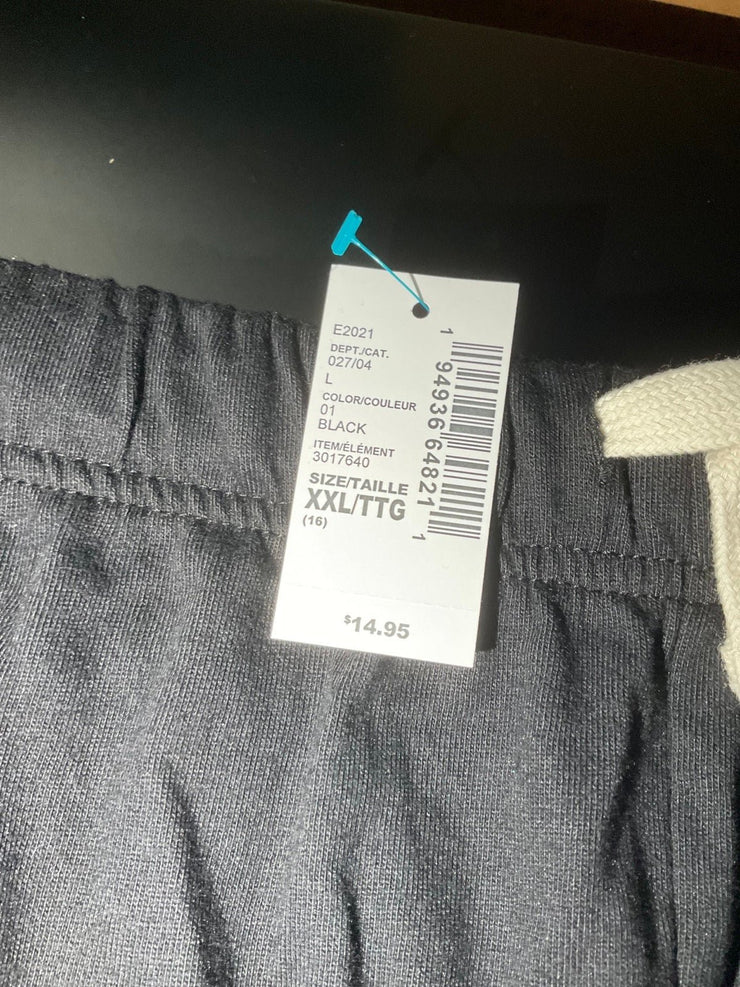 E2021
DEPT./CAT.
027/04
L
COLOR/COULEUR
01
BLACK
ITEM/ÉLÉMENT
3017640
SIZE/TAILLE
XXL/TTG
(16)
1 94936 64821 1
$14.95